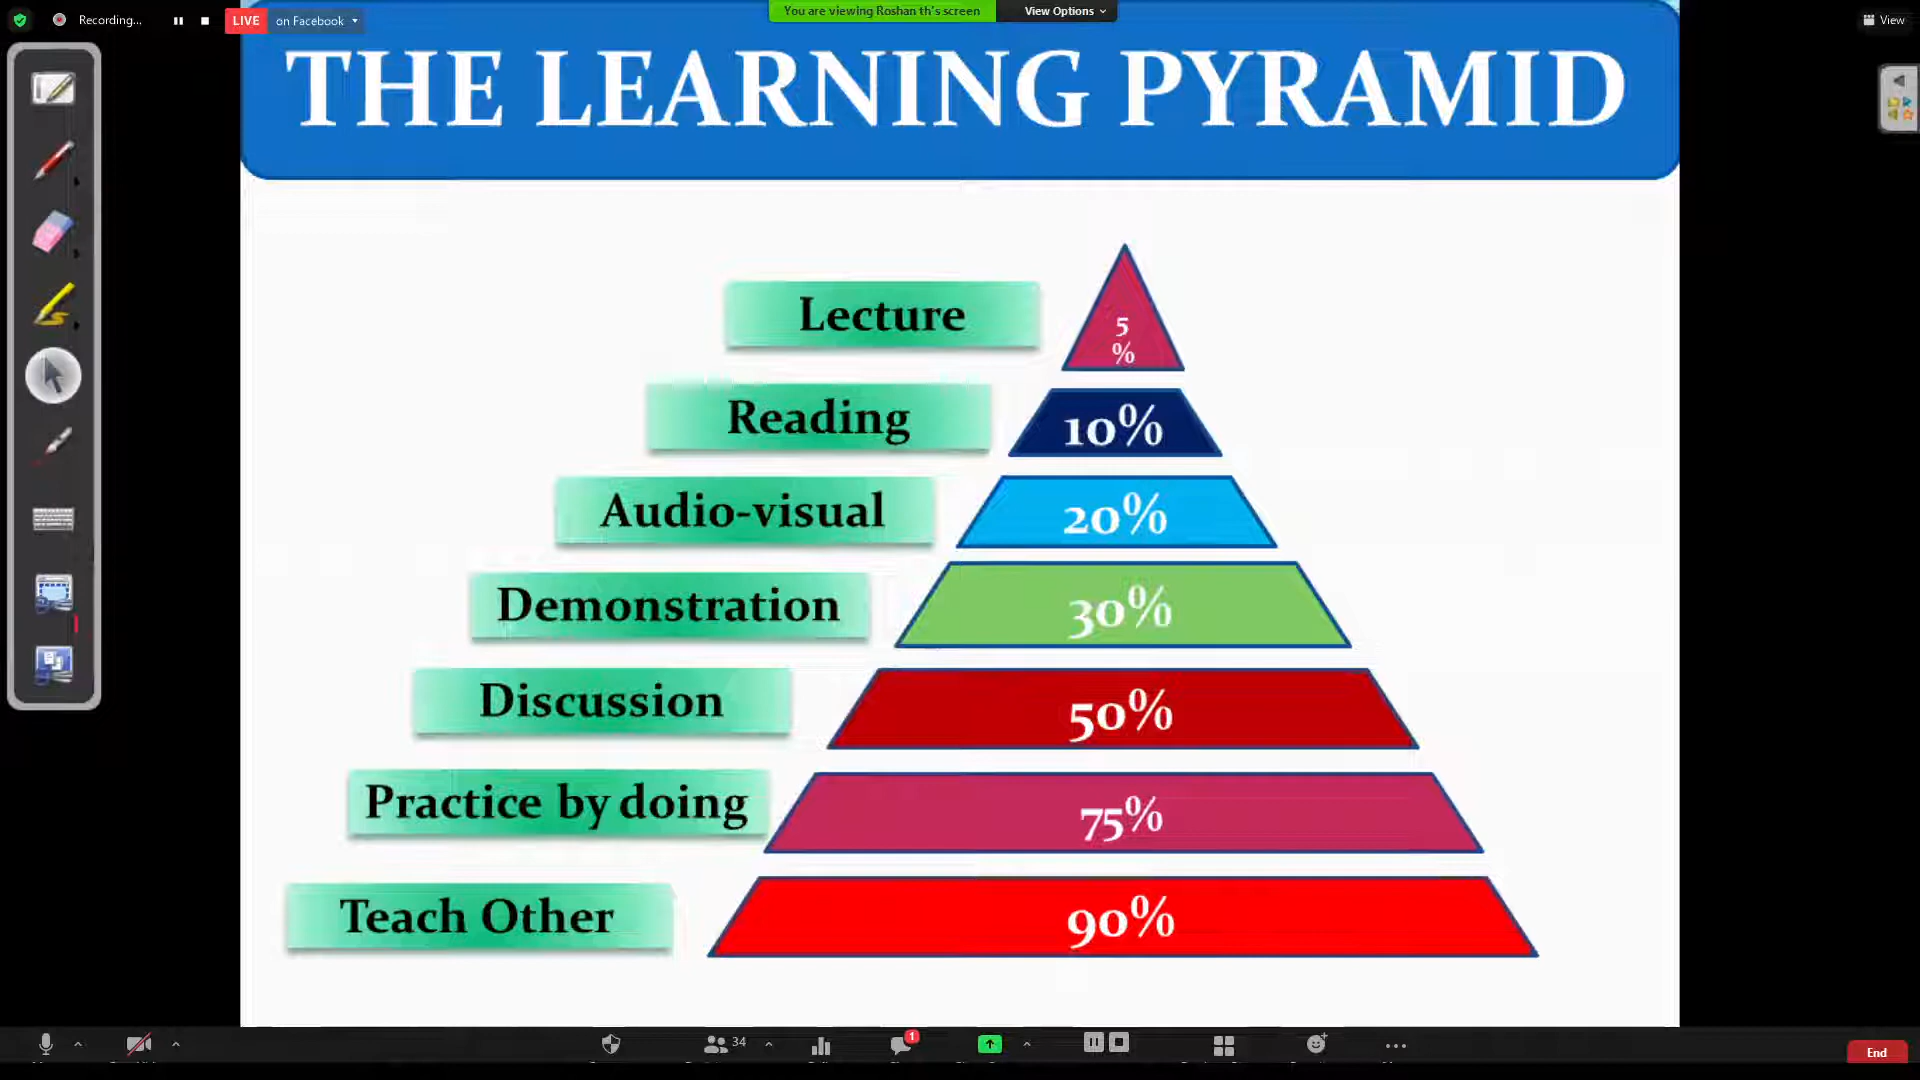 Recording...
LIVE on Facebook
You are viewing Roshan th's screen
View Options
View
THE LEARNING PYRAMID
Lecture
5
%
Reading
10%
Audio-visual
20%
Demonstration
30%
Discussion
50%
Practice by doing
75%
Teach Other
90%
34
1
End